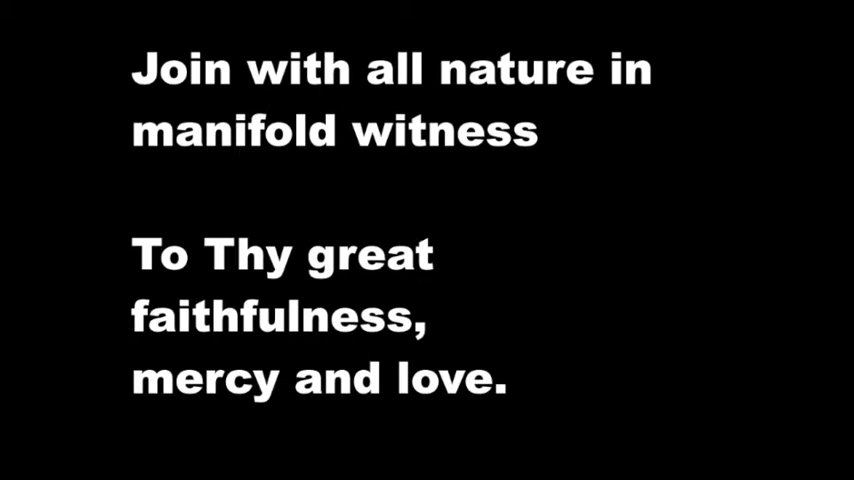 Join with all nature in
manifold witness
To Thy great
faithfulness,
mercy and love.